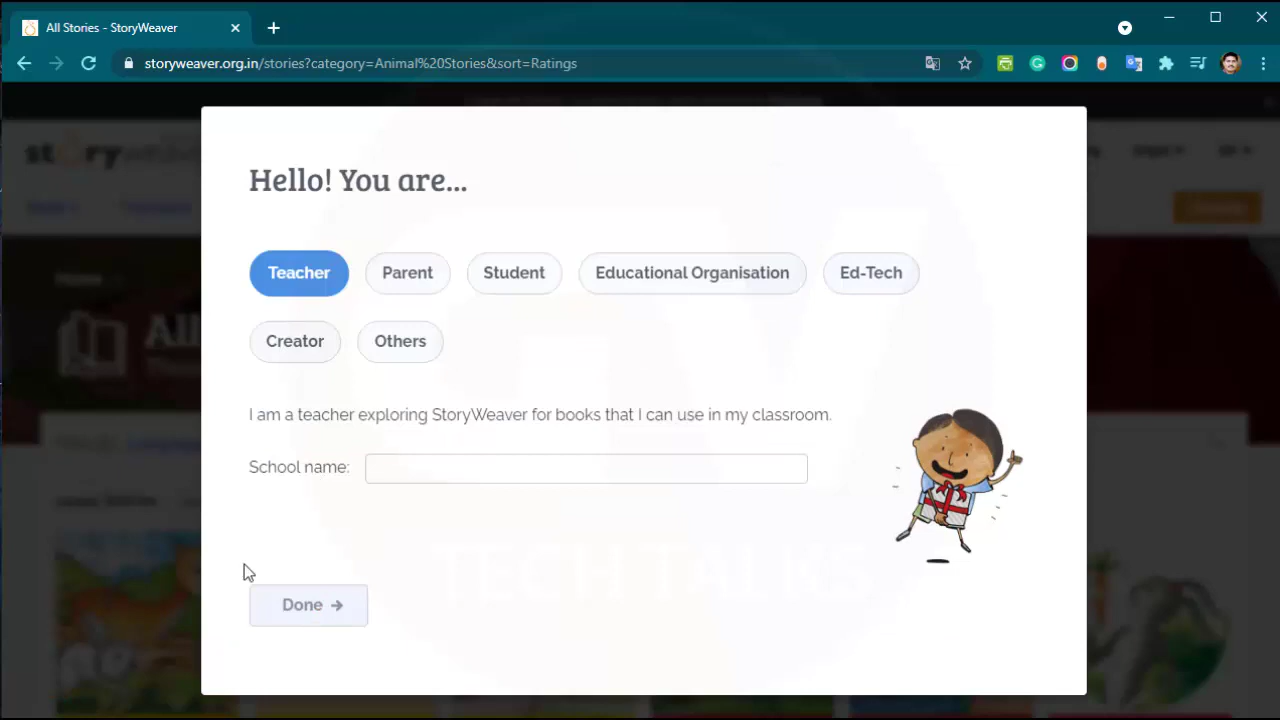 All Stories - StoryWeaver
storyweaver.org.in/stories?category=Animal%20Stories&sort=Ratings
Hello! You are...
Teacher Parent Student Educational Organisation Ed-Tech
Creator Others
I am a teacher exploring StoryWeaver for books that I can use in my classroom.
School name:
TECH TALKS
Done →